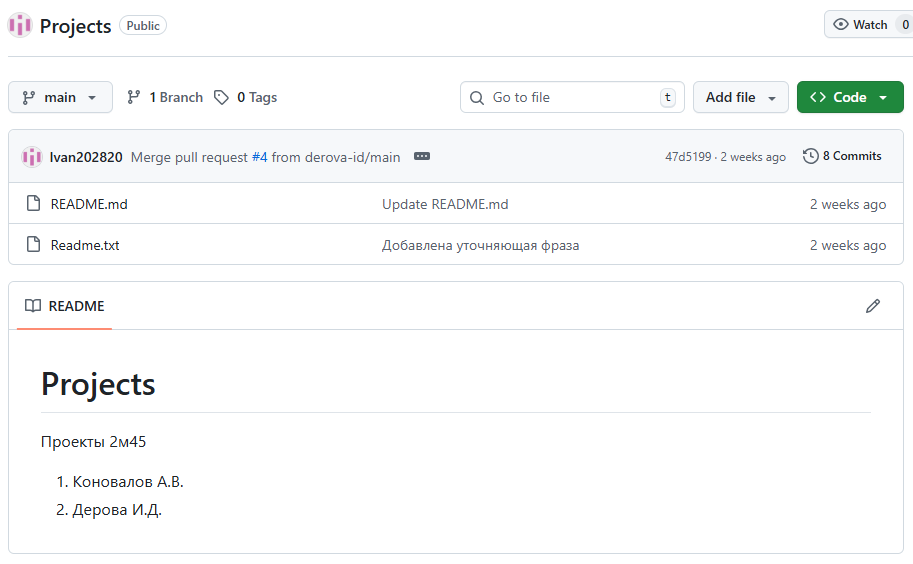 Projects Public Watch 0
main 1 Branch 0 Tags Go to file t Add file Code
Ivan202820 Merge pull request #4 from derova-id/main 47d5199 · 2 weeks ago 8 Commits
README.md Update README.md 2 weeks ago
Readme.txt Добавлена уточняющая фраза 2 weeks ago
README
Projects
Проекты 2м45
1. Коновалов А.В.
2. Дерова И.Д.